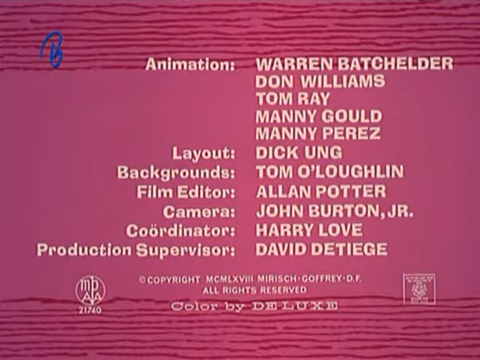 B
Animation: WARREN BATCHELDER
DON WILLIAMS
TOM RAY
MANNY GOULD
MANNY PEREZ
Layout: DICK UNG
Backgrounds: TOM O'LOUGHLIN
Film Editor: ALLAN POTTER
Camera: JOHN BURTON, JR.
Coördinator: HARRY LOVE
Production Supervisor: DAVID DETIEGE
© COPYRIGHT MCMLXVIII MIRISCH·GOFFREY·D.F.
ALL RIGHTS RESERVED
Color by DE LUXE
MPAA
21740